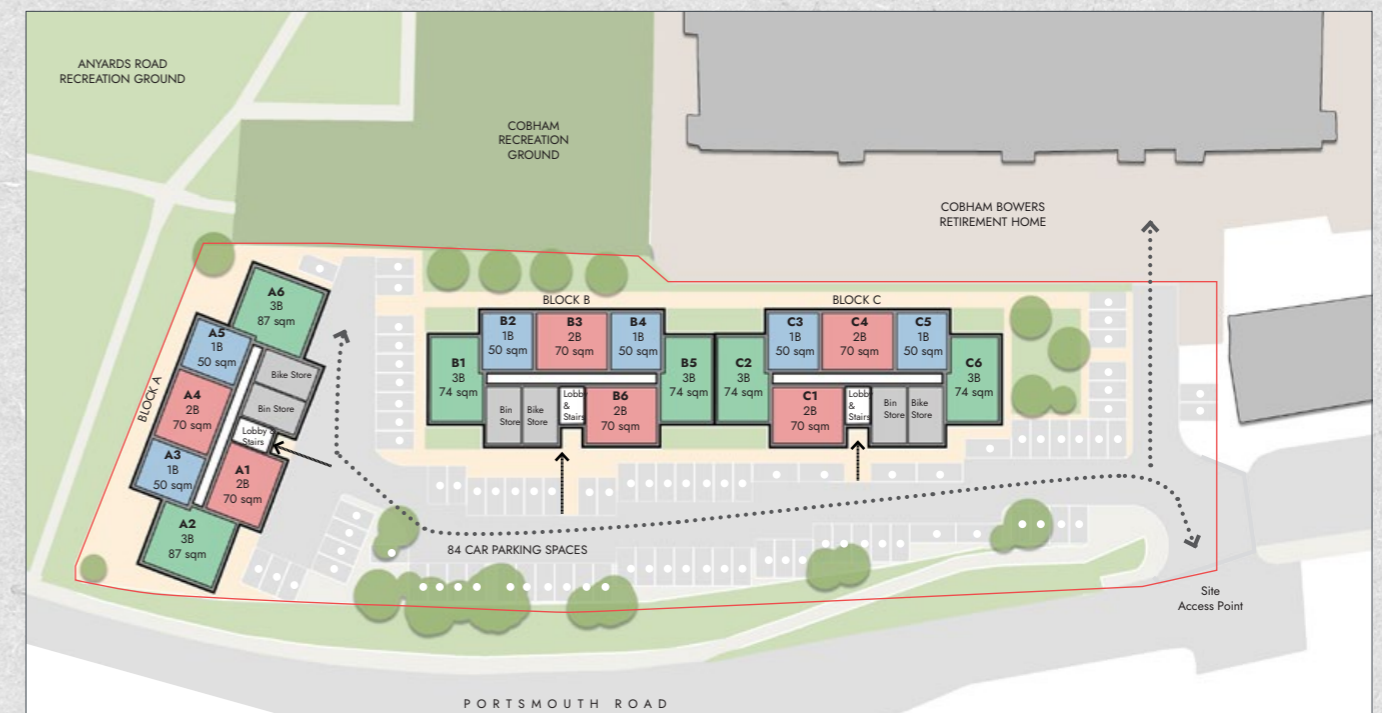 ANYARDS ROAD
RECREATION GROUND
COBHAM
RECREATION
GROUND
COBHAM BOWERS
RETIREMENT HOME
BLOCK A
A6
3B
87 sqm
A5
1B
50 sqm
Bike Store
A4
2B
70 sqm
Bin Store
Lobby &
Stairs
A3
1B
50 sqm
A1
2B
70 sqm
A2
3B
87 sqm
BLOCK B
B1
3B
74 sqm
B2
1B
50 sqm
B3
2B
70 sqm
B4
1B
50 sqm
B5
3B
74 sqm
Bin
Store
Bike
Store
Lobby
&
Stairs
B6
2B
70 sqm
BLOCK C
C2
3B
74 sqm
C3
1B
50 sqm
C4
2B
70 sqm
C5
1B
50 sqm
C6
3B
74 sqm
C1
2B
70 sqm
Lobby
&
Stairs
Bin
Store
Bike
Store
84 CAR PARKING SPACES
Site
Access Point
PORTSMOUTH ROAD